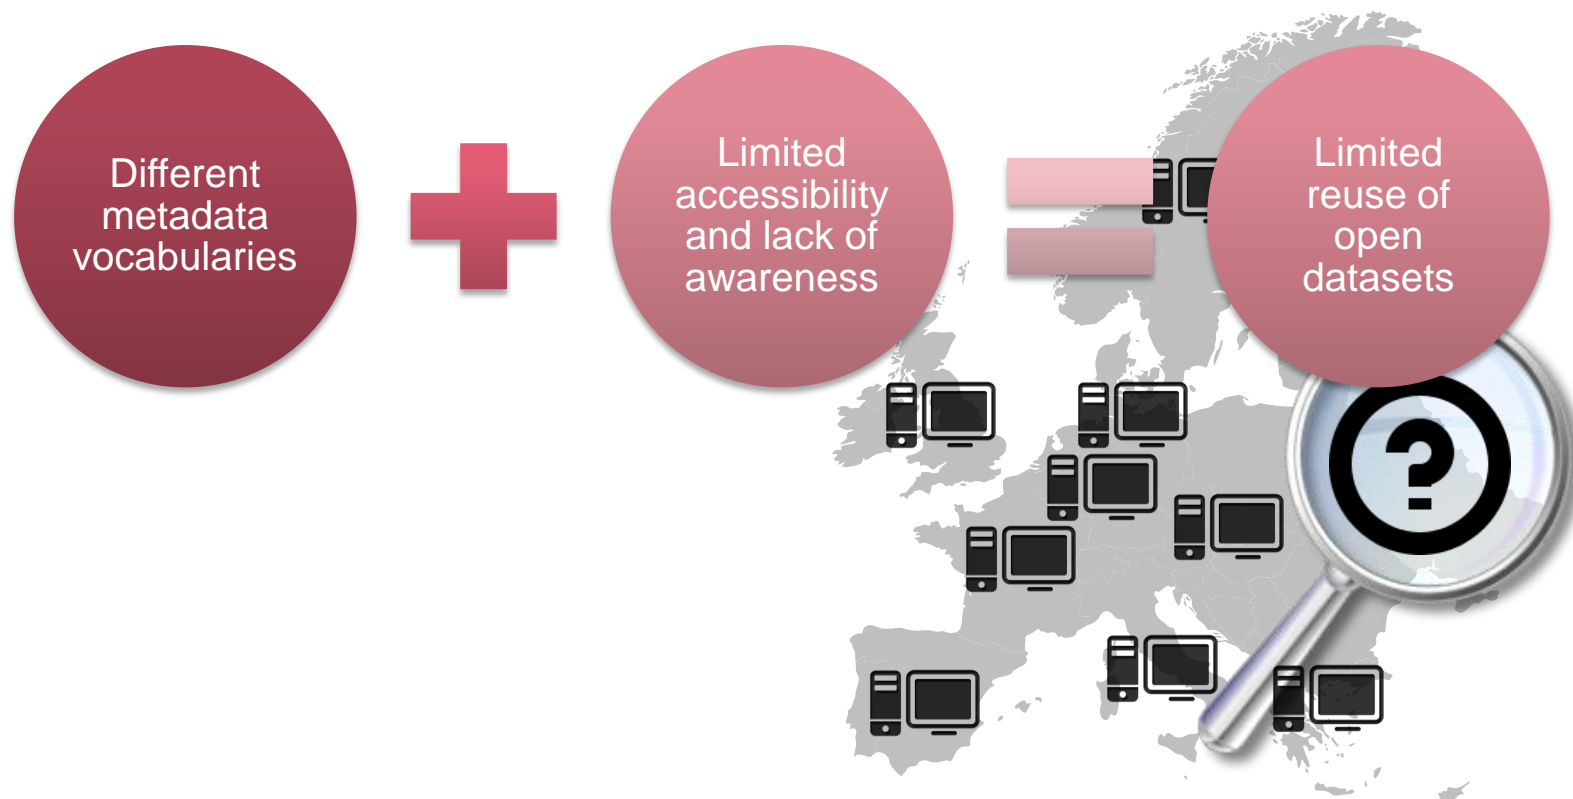 Different
metadata
vocabularies
Limited
accessibility
and lack of
awareness
Limited
reuse of
open
datasets
?